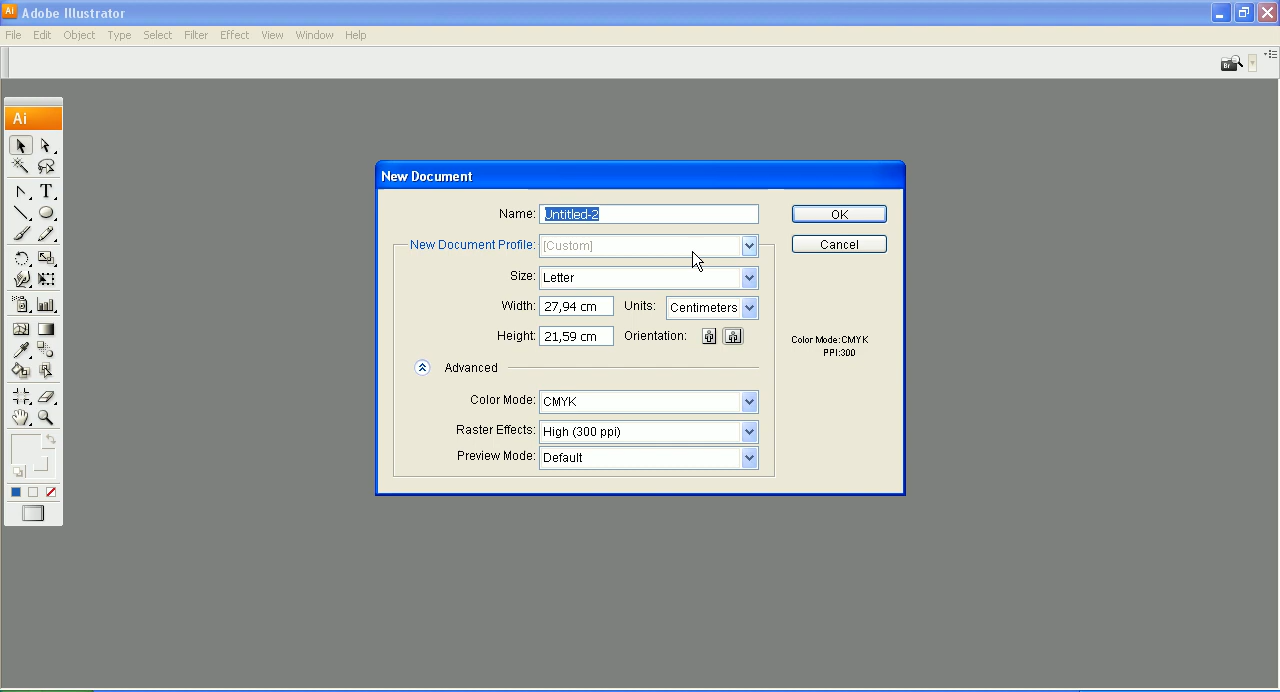 Ai Adobe Illustrator
File Edit Object Type Select Filter Effect View Window Help
Br
Ai
T
New Document
Name: Untitled-2
OK
New Document Profile: [Custom]
Cancel
Size: Letter
Width: 27,94 cm Units: Centimeters
Height: 21,59 cm Orientation:
Color Mode:CMYK
PPI:300
Advanced
Color Mode: CMYK
Raster Effects: High (300 ppi)
Preview Mode: Default